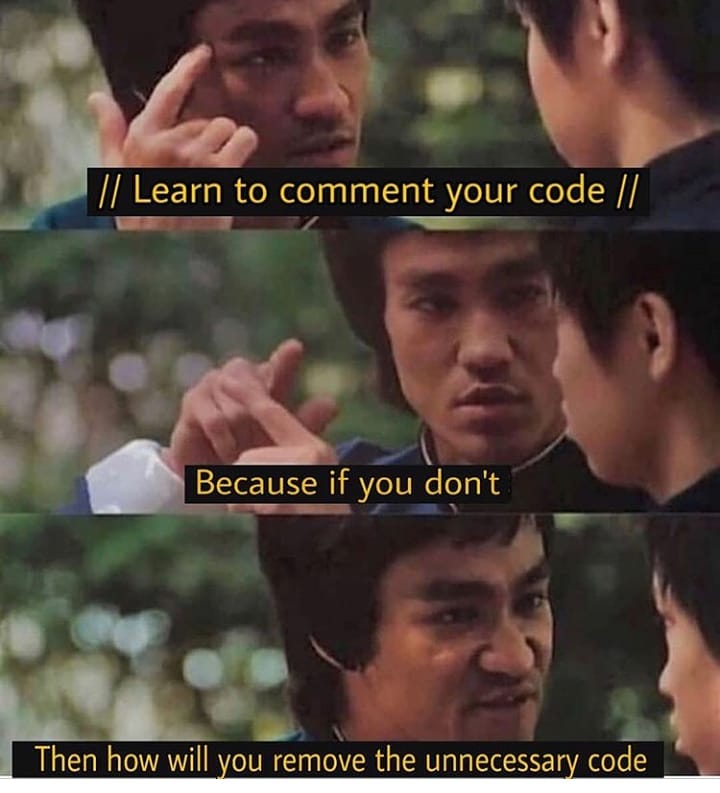 // Learn to comment your code //
Because if you don't
Then how will you remove the unnecessary code